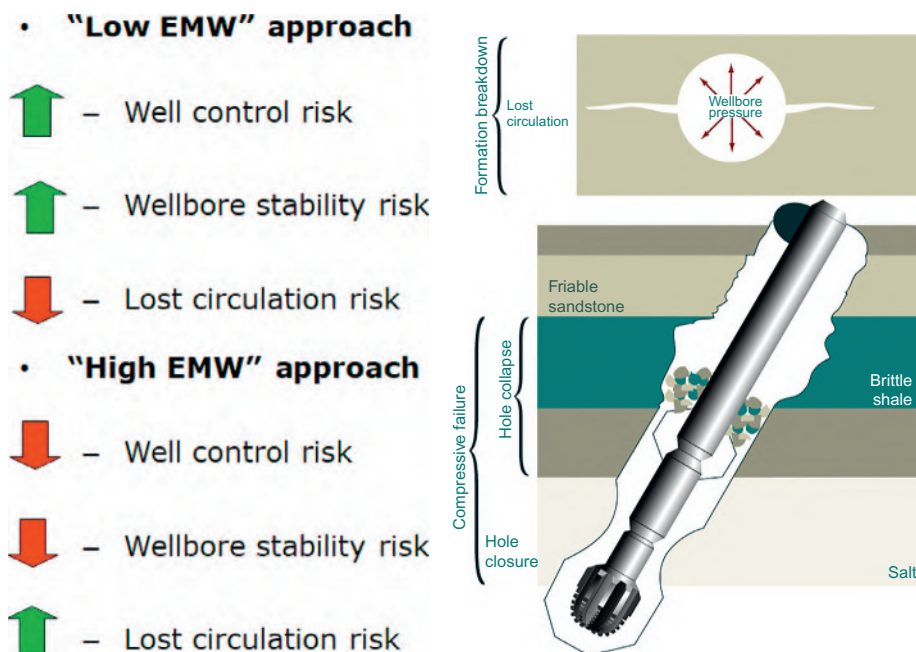 • “Low EMW” approach
– Well control risk
– Wellbore stability risk
– Lost circulation risk
• “High EMW” approach
– Well control risk
– Wellbore stability risk
– Lost circulation risk
Formation breakdown
Lost
circulation
Wellbore
pressure
Friable
sandstone
Brittle
shale
Compressive failure
Hole collapse
Hole
closure
Salt